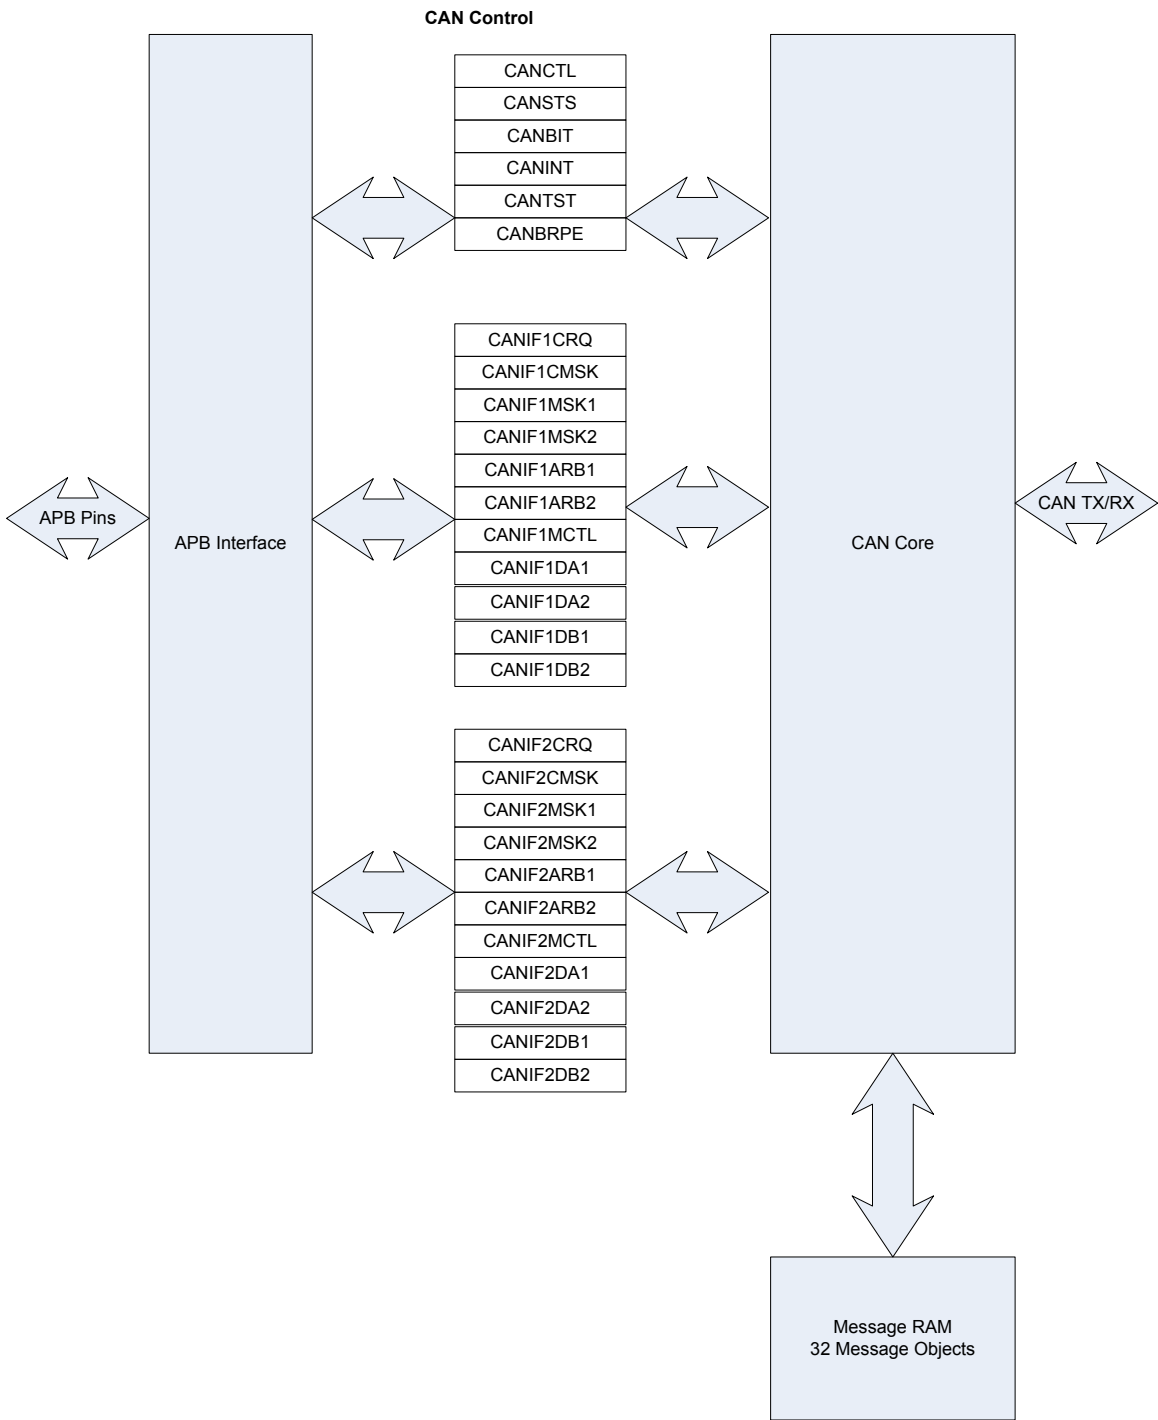 CAN Control
CANCTL
CANSTS
CANBIT
CANINT
CANTST
CANBRPE
CANIF1CRQ
CANIF1CMSK
CANIF1MSK1
CANIF1MSK2
CANIF1ARB1
CANIF1ARB2
CANIF1MCTL
CANIF1DA1
CANIF1DA2
CANIF1DB1
CANIF1DB2
APB Pins
APB Interface
CAN Core
CAN TX/RX
CANIF2CRQ
CANIF2CMSK
CANIF2MSK1
CANIF2MSK2
CANIF2ARB1
CANIF2ARB2
CANIF2MCTL
CANIF2DA1
CANIF2DA2
CANIF2DB1
CANIF2DB2
Message RAM
32 Message Objects